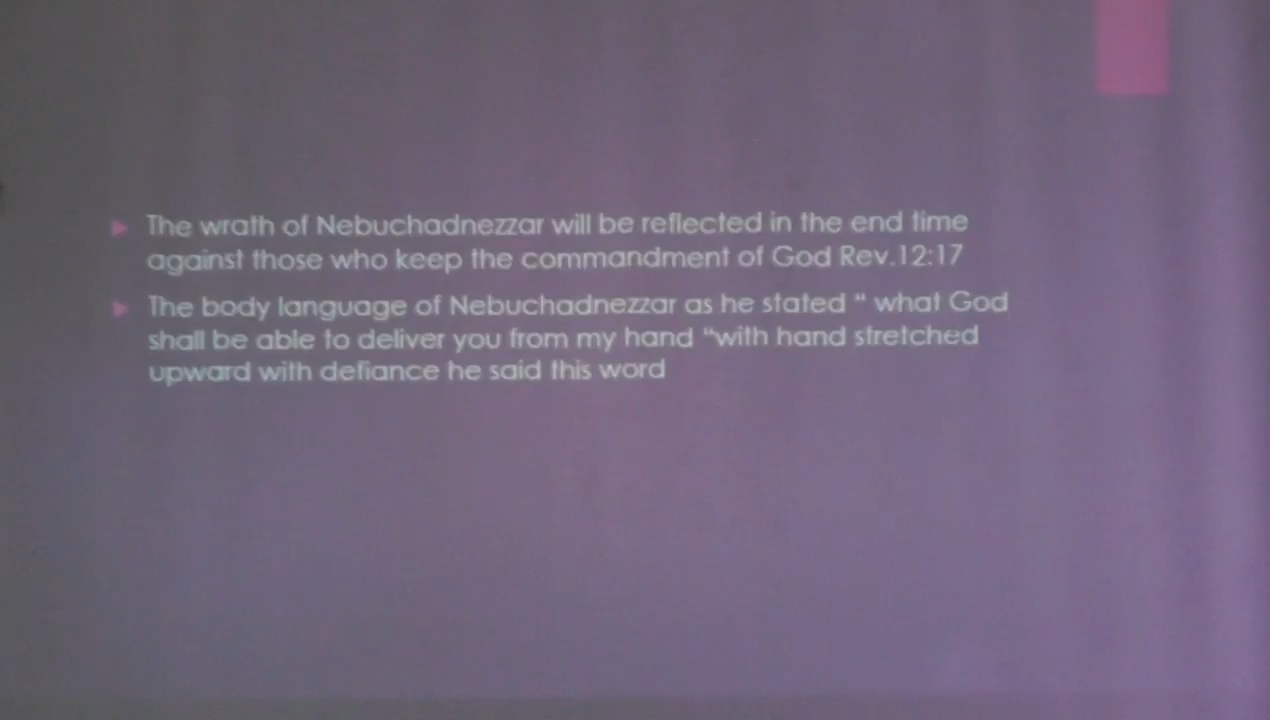 The wrath of Nebuchadnezzar will be reflected in the end time
against those who keep the commandment of God Rev.12:17
The body language of Nebuchadnezzar as he stated “ what God
shall be able to deliver you from my hand “with hand stretched
upward with defiance he said this word